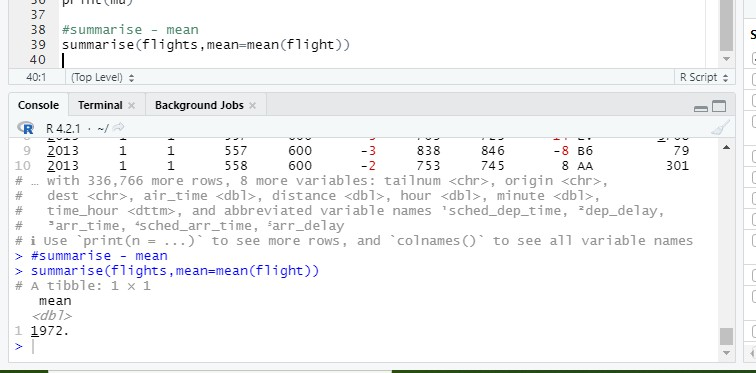 37
38 #summarise - mean
39 summarise(flights,mean=mean(flight))
40
40:1 (Top Level) R Script
Console Terminal × Background Jobs ×
R 4.2.1 · ~/
9 2013 1 1 557 600 -3 838 846 -8 B6 79
10 2013 1 1 558 600 -2 753 745 8 AA 301
# … with 336,766 more rows, 8 more variables: tailnum <chr>, origin <chr>,
# dest <chr>, air_time <dbl>, distance <dbl>, hour <dbl>, minute <dbl>,
# time_hour <dttm>, and abbreviated variable names ¹sched_dep_time, ²dep_delay,
# ³arr_time, ⁴sched_arr_time, ⁵arr_delay
# ℹ Use `print(n = ...)` to see more rows, and `colnames()` to see all variable names
> #summarise - mean
> summarise(flights,mean=mean(flight))
# A tibble: 1 × 1
mean
<dbl>
1 1972.
>